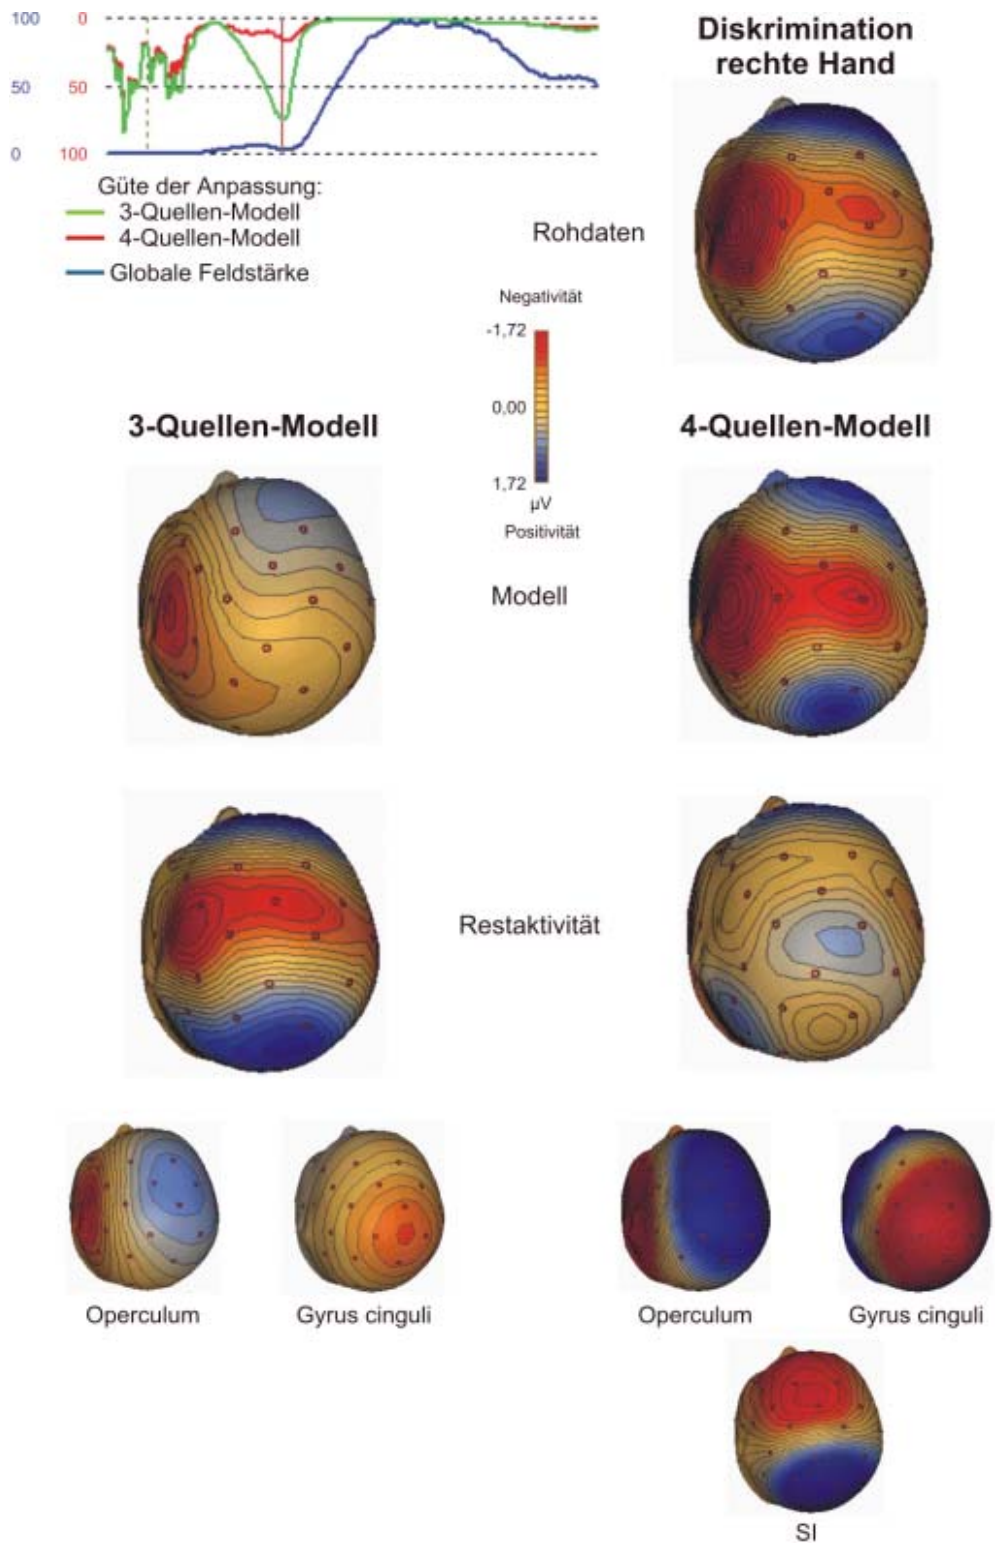 100
0
50
50
0
100
Güte der Anpassung:
3-Quellen-Modell
4-Quellen-Modell
Globale Feldstärke
Diskrimination
rechte Hand
Rohdaten
Negativität
-1,72
0,00
1,72
µV
Positivität
3-Quellen-Modell
4-Quellen-Modell
Modell
Restaktivität
Operculum
Gyrus cinguli
Operculum
Gyrus cinguli
SI